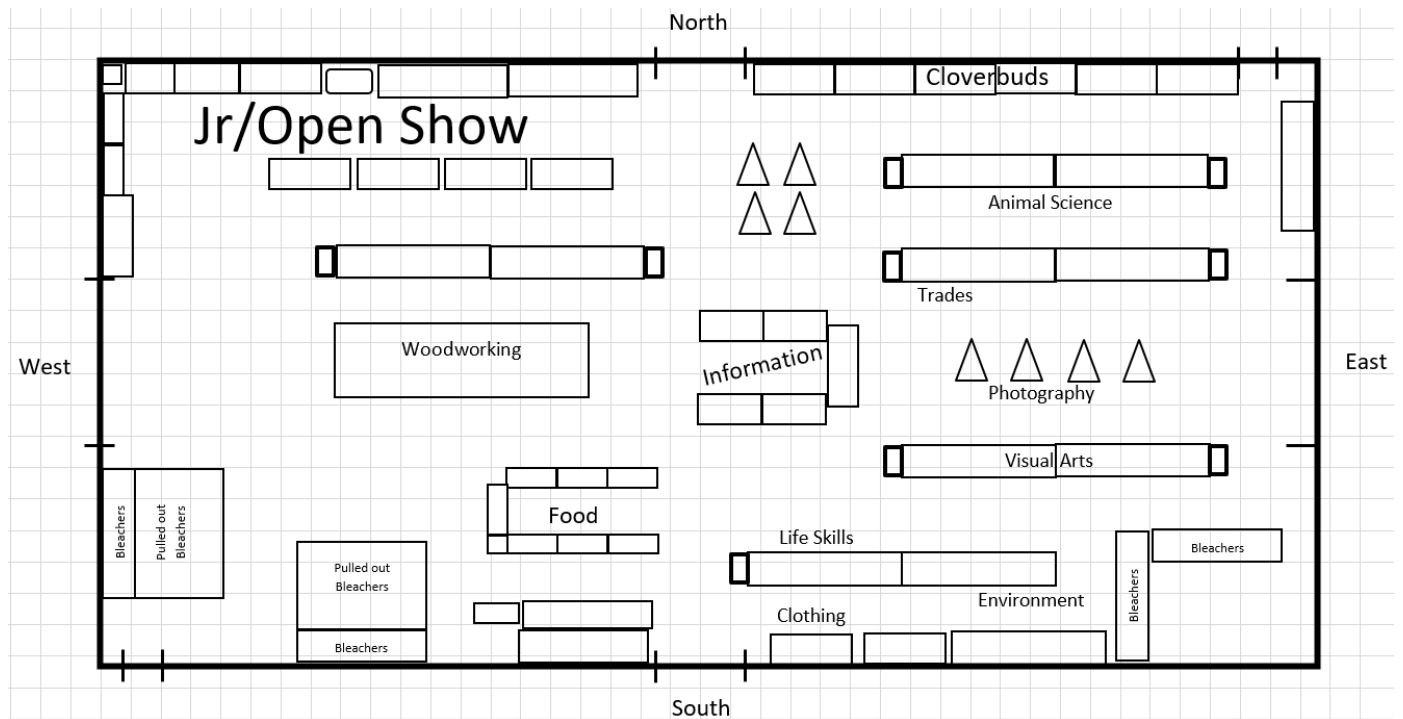 North
Cloverbuds
Jr/Open Show
Animal Science
Trades
Woodworking
Information
West
East
Photography
Visual Arts
Bleachers
Pulled out
Bleachers
Food
Life Skills
Bleachers
Bleachers
Pulled out
Bleachers
Environment
Clothing
Bleachers
South